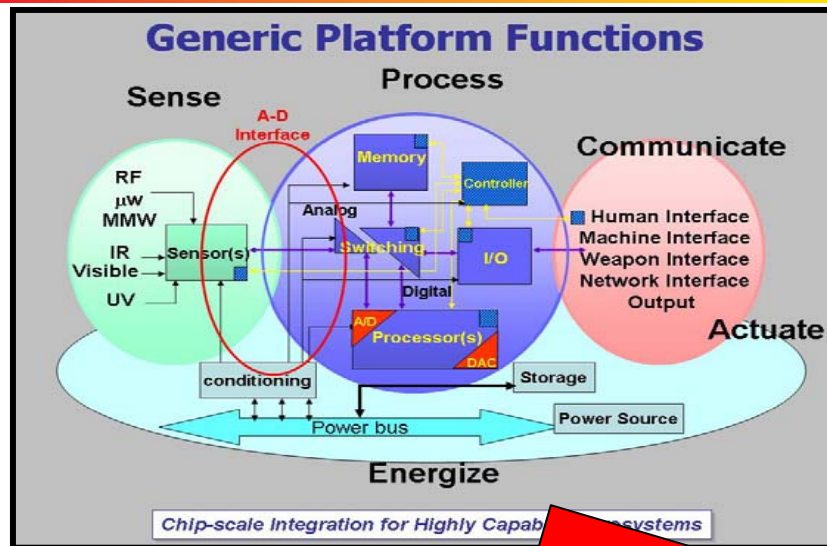 Generic Platform Functions
Sense
Process
A-D
Interface
Communicate
RF
µw
MMW
IR
Visible
UV
Sensor(s)
Memory
Controller
Analog
Switching
I/O
Digital
A/D
Processor(s)
DAC
Human Interface
Machine Interface
Weapon Interface
Network Interface
Output
Actuate
conditioning
Storage
Power bus
Power Source
Energize
Chip-scale Integration for Highly